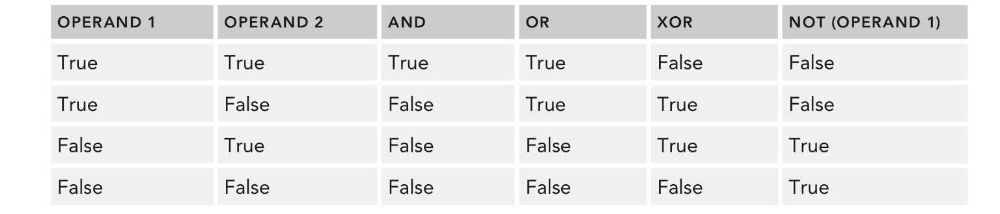 OPERAND 1 OPERAND 2 AND OR XOR NOT (OPERAND 1)
True True True True False False
True False False True True False
False True False False True True
False False False False False True